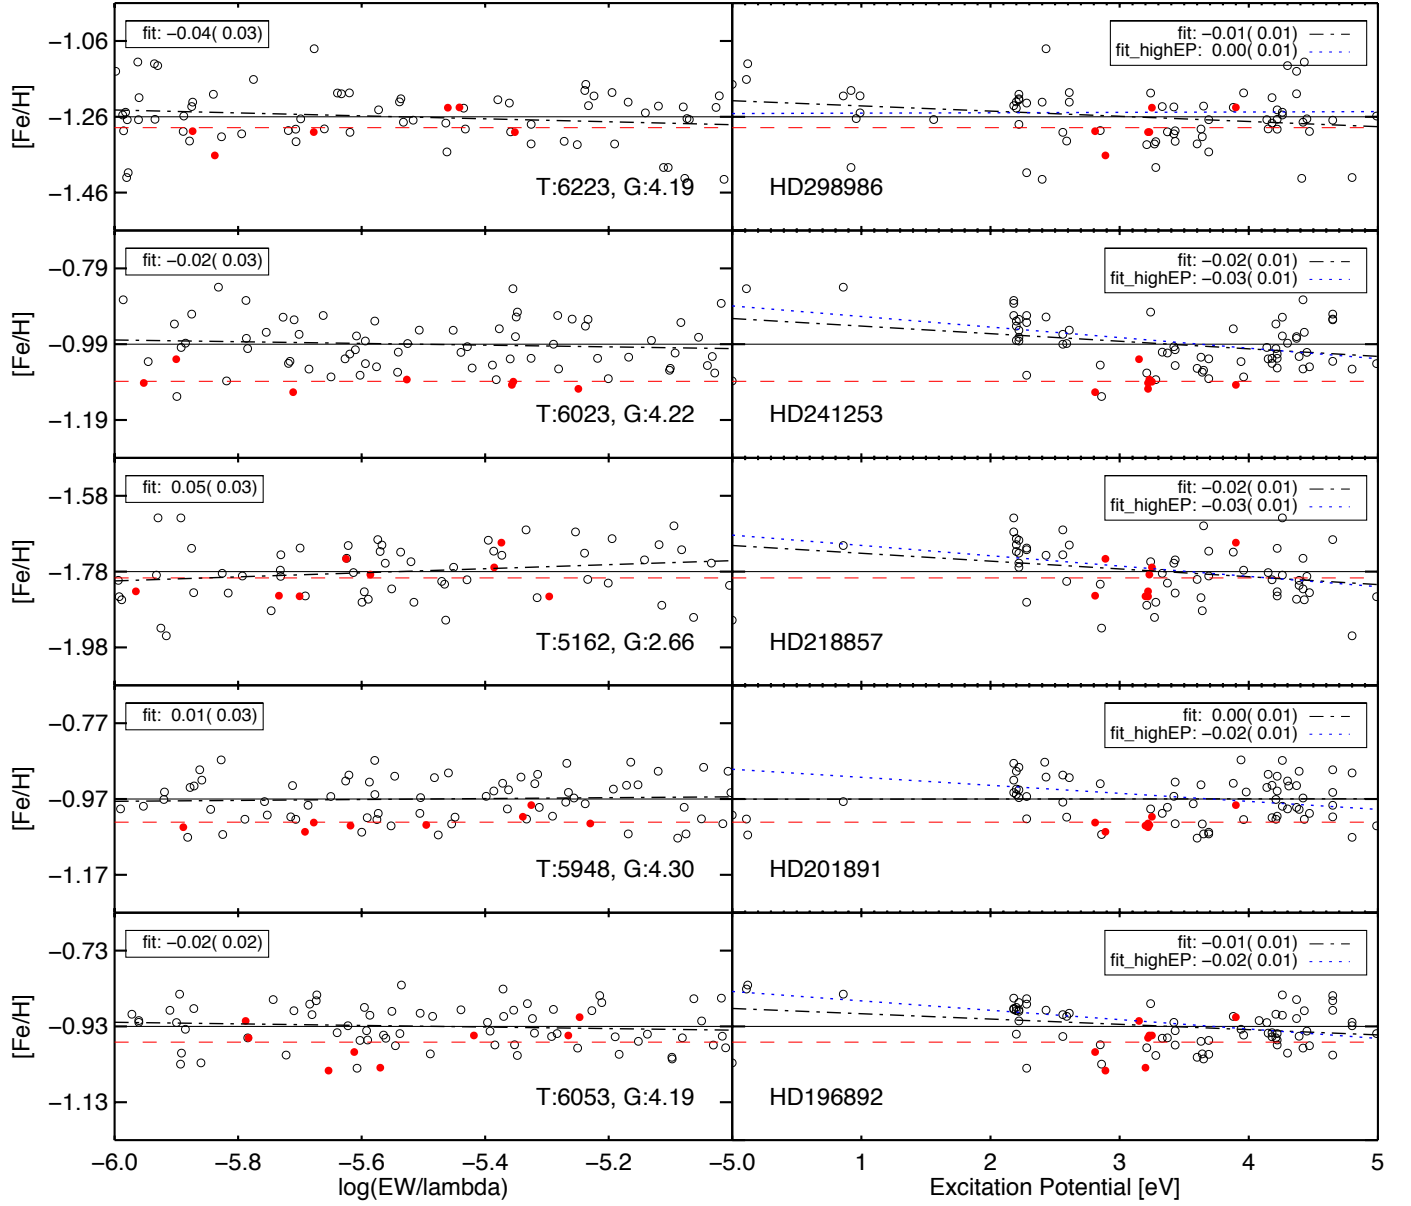 fit: −0.04( 0.03)
fit: −0.01( 0.01)
fit_highEP: 0.00( 0.01)
−1.06
−1.26
−1.46
[Fe/H]
T:6223, G:4.19
HD298986
fit: −0.02( 0.03)
fit: −0.02( 0.01)
fit_highEP: −0.03( 0.01)
−0.79
−0.99
−1.19
[Fe/H]
T:6023, G:4.22
HD241253
fit: 0.05( 0.03)
fit: −0.02( 0.01)
fit_highEP: −0.03( 0.01)
−1.58
−1.78
−1.98
[Fe/H]
T:5162, G:2.66
HD218857
fit: 0.01( 0.03)
fit: 0.00( 0.01)
fit_highEP: −0.02( 0.01)
−0.77
−0.97
−1.17
[Fe/H]
T:5948, G:4.30
HD201891
fit: −0.02( 0.02)
fit: −0.01( 0.01)
fit_highEP: −0.02( 0.01)
−0.73
−0.93
−1.13
[Fe/H]
T:6053, G:4.19
HD196892
−6.0 −5.8 −5.6 −5.4 −5.2 −5.0 1 2 3 4 5
log(EW/lambda)
Excitation Potential [eV]